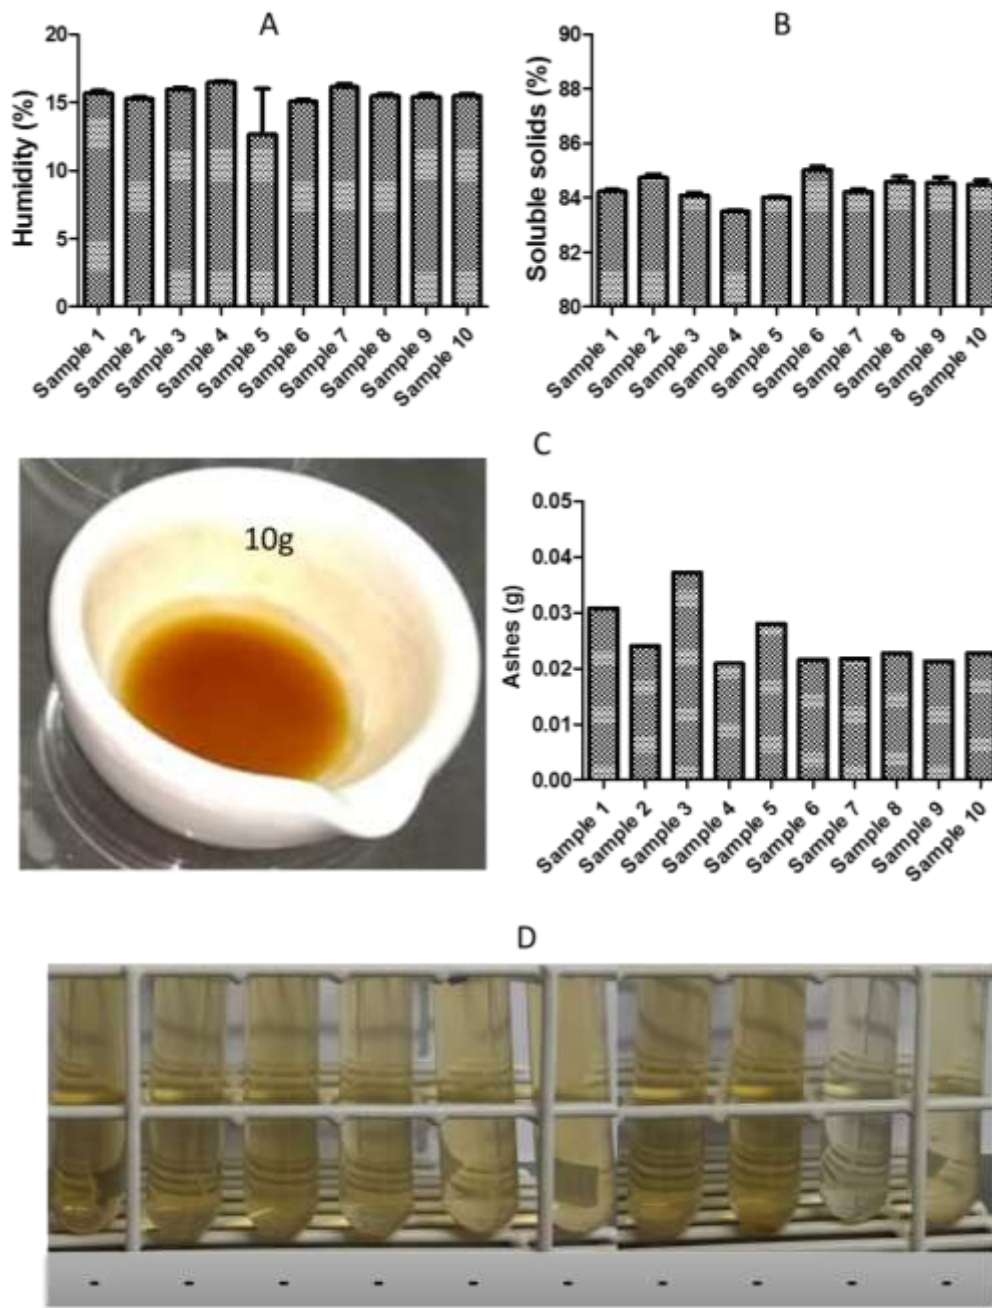 A
Humidity (%)
20
15
10
5
0
Sample 1
Sample 2
Sample 3
Sample 4
Sample 5
Sample 6
Sample 7
Sample 8
Sample 9
Sample 10
B
Soluble solids (%)
90
88
86
84
82
80
Sample 1
Sample 2
Sample 3
Sample 4
Sample 5
Sample 6
Sample 7
Sample 8
Sample 9
Sample 10
C
10g
Ashes (g)
0.05
0.04
0.03
0.02
0.01
0.00
Sample 1
Sample 2
Sample 3
Sample 4
Sample 5
Sample 6
Sample 7
Sample 8
Sample 9
Sample 10
D
- - - - - - - - - -